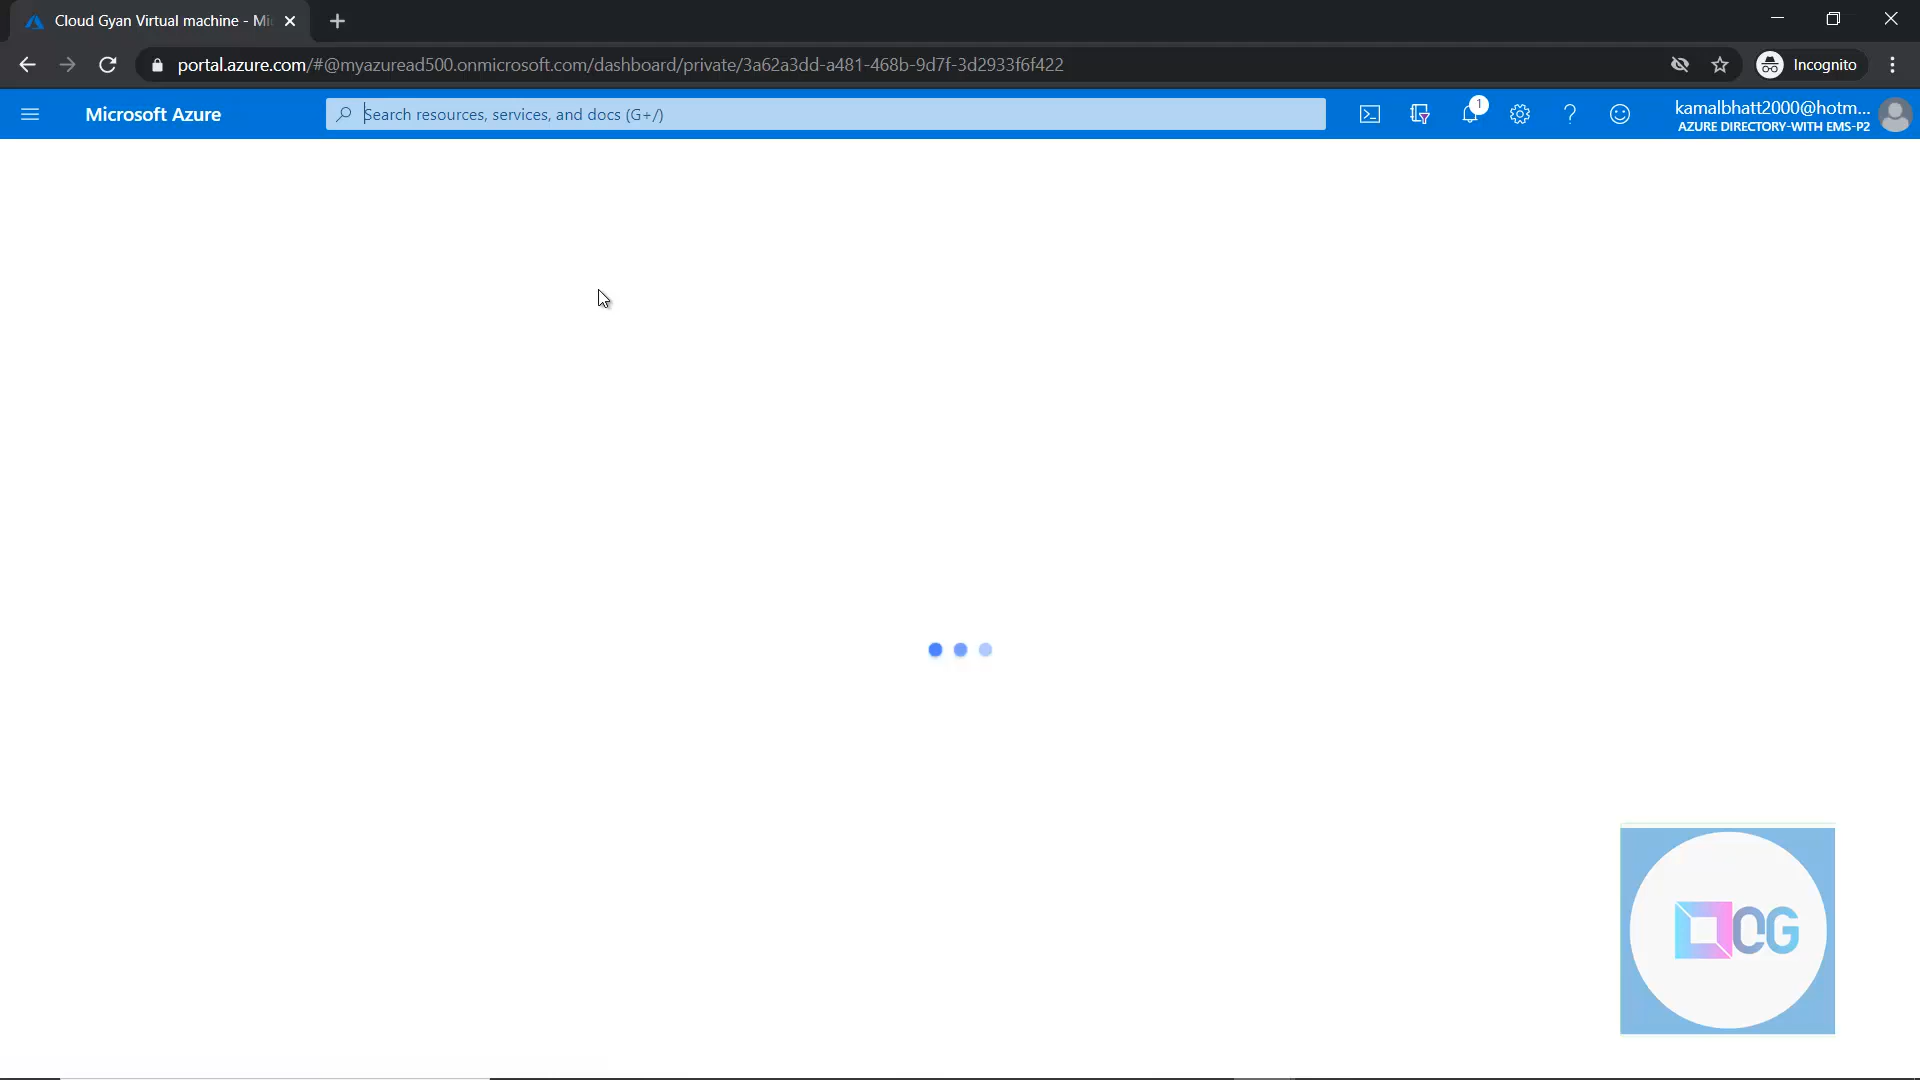 Cloud Gyan Virtual machine - Mi
portal.azure.com/#@myazuread500.onmicrosoft.com/dashboard/private/3a62a3dd-a481-468b-9d7f-3d2933f6f422
Incognito
Microsoft Azure
Search resources, services, and docs (G+/)
1
kamalbhatt2000@hotm...
AZURE DIRECTORY-WITH EMS-P2
CG